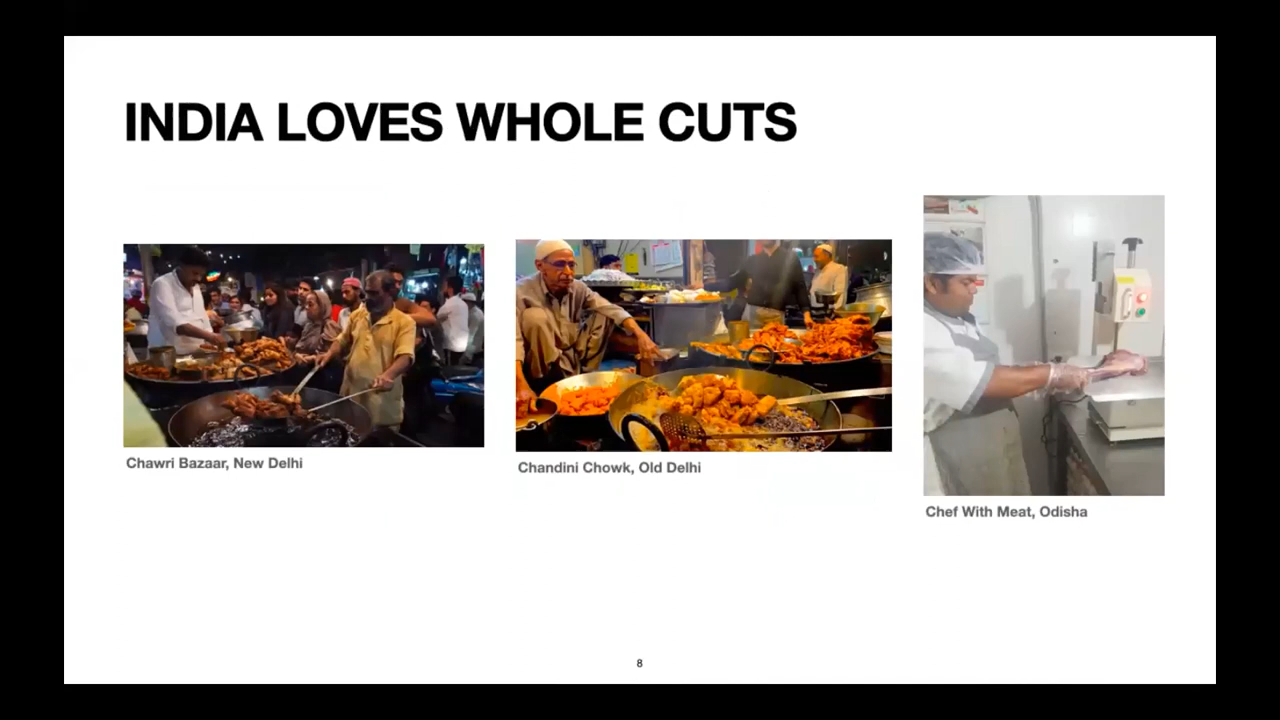 INDIA LOVES WHOLE CUTS
Chawri Bazaar, New Delhi
Chandini Chowk, Old Delhi
Chef With Meat, Odisha
8